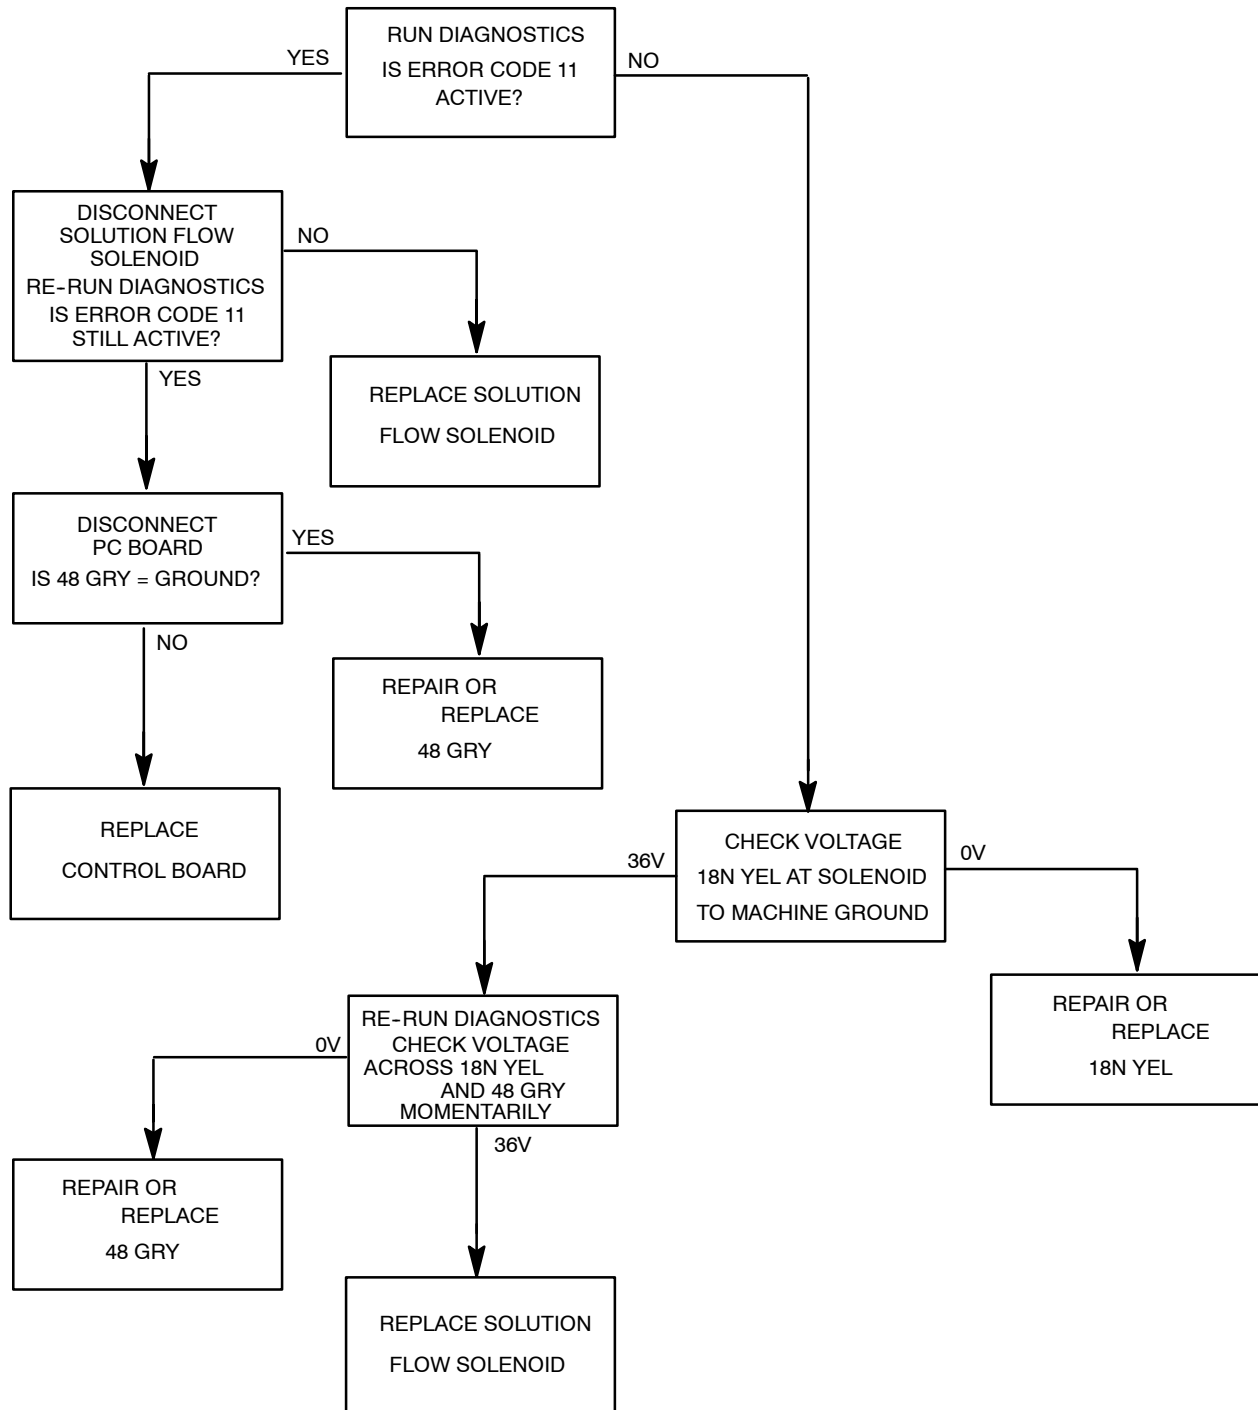 RUN DIAGNOSTICS
IS ERROR CODE 11
ACTIVE?
YES
NO
DISCONNECT
SOLUTION FLOW
SOLENOID
RE-RUN DIAGNOSTICS
IS ERROR CODE 11
STILL ACTIVE?
NO
YES
REPLACE SOLUTION
FLOW SOLENOID
DISCONNECT
PC BOARD
IS 48 GRY = GROUND?
YES
NO
REPAIR OR
REPLACE
48 GRY
REPLACE
CONTROL BOARD
CHECK VOLTAGE
18N YEL AT SOLENOID
TO MACHINE GROUND
36V
0V
REPAIR OR
REPLACE
18N YEL
RE-RUN DIAGNOSTICS
CHECK VOLTAGE
ACROSS 18N YEL
AND 48 GRY
MOMENTARILY
0V
36V
REPAIR OR
REPLACE
48 GRY
REPLACE SOLUTION
FLOW SOLENOID